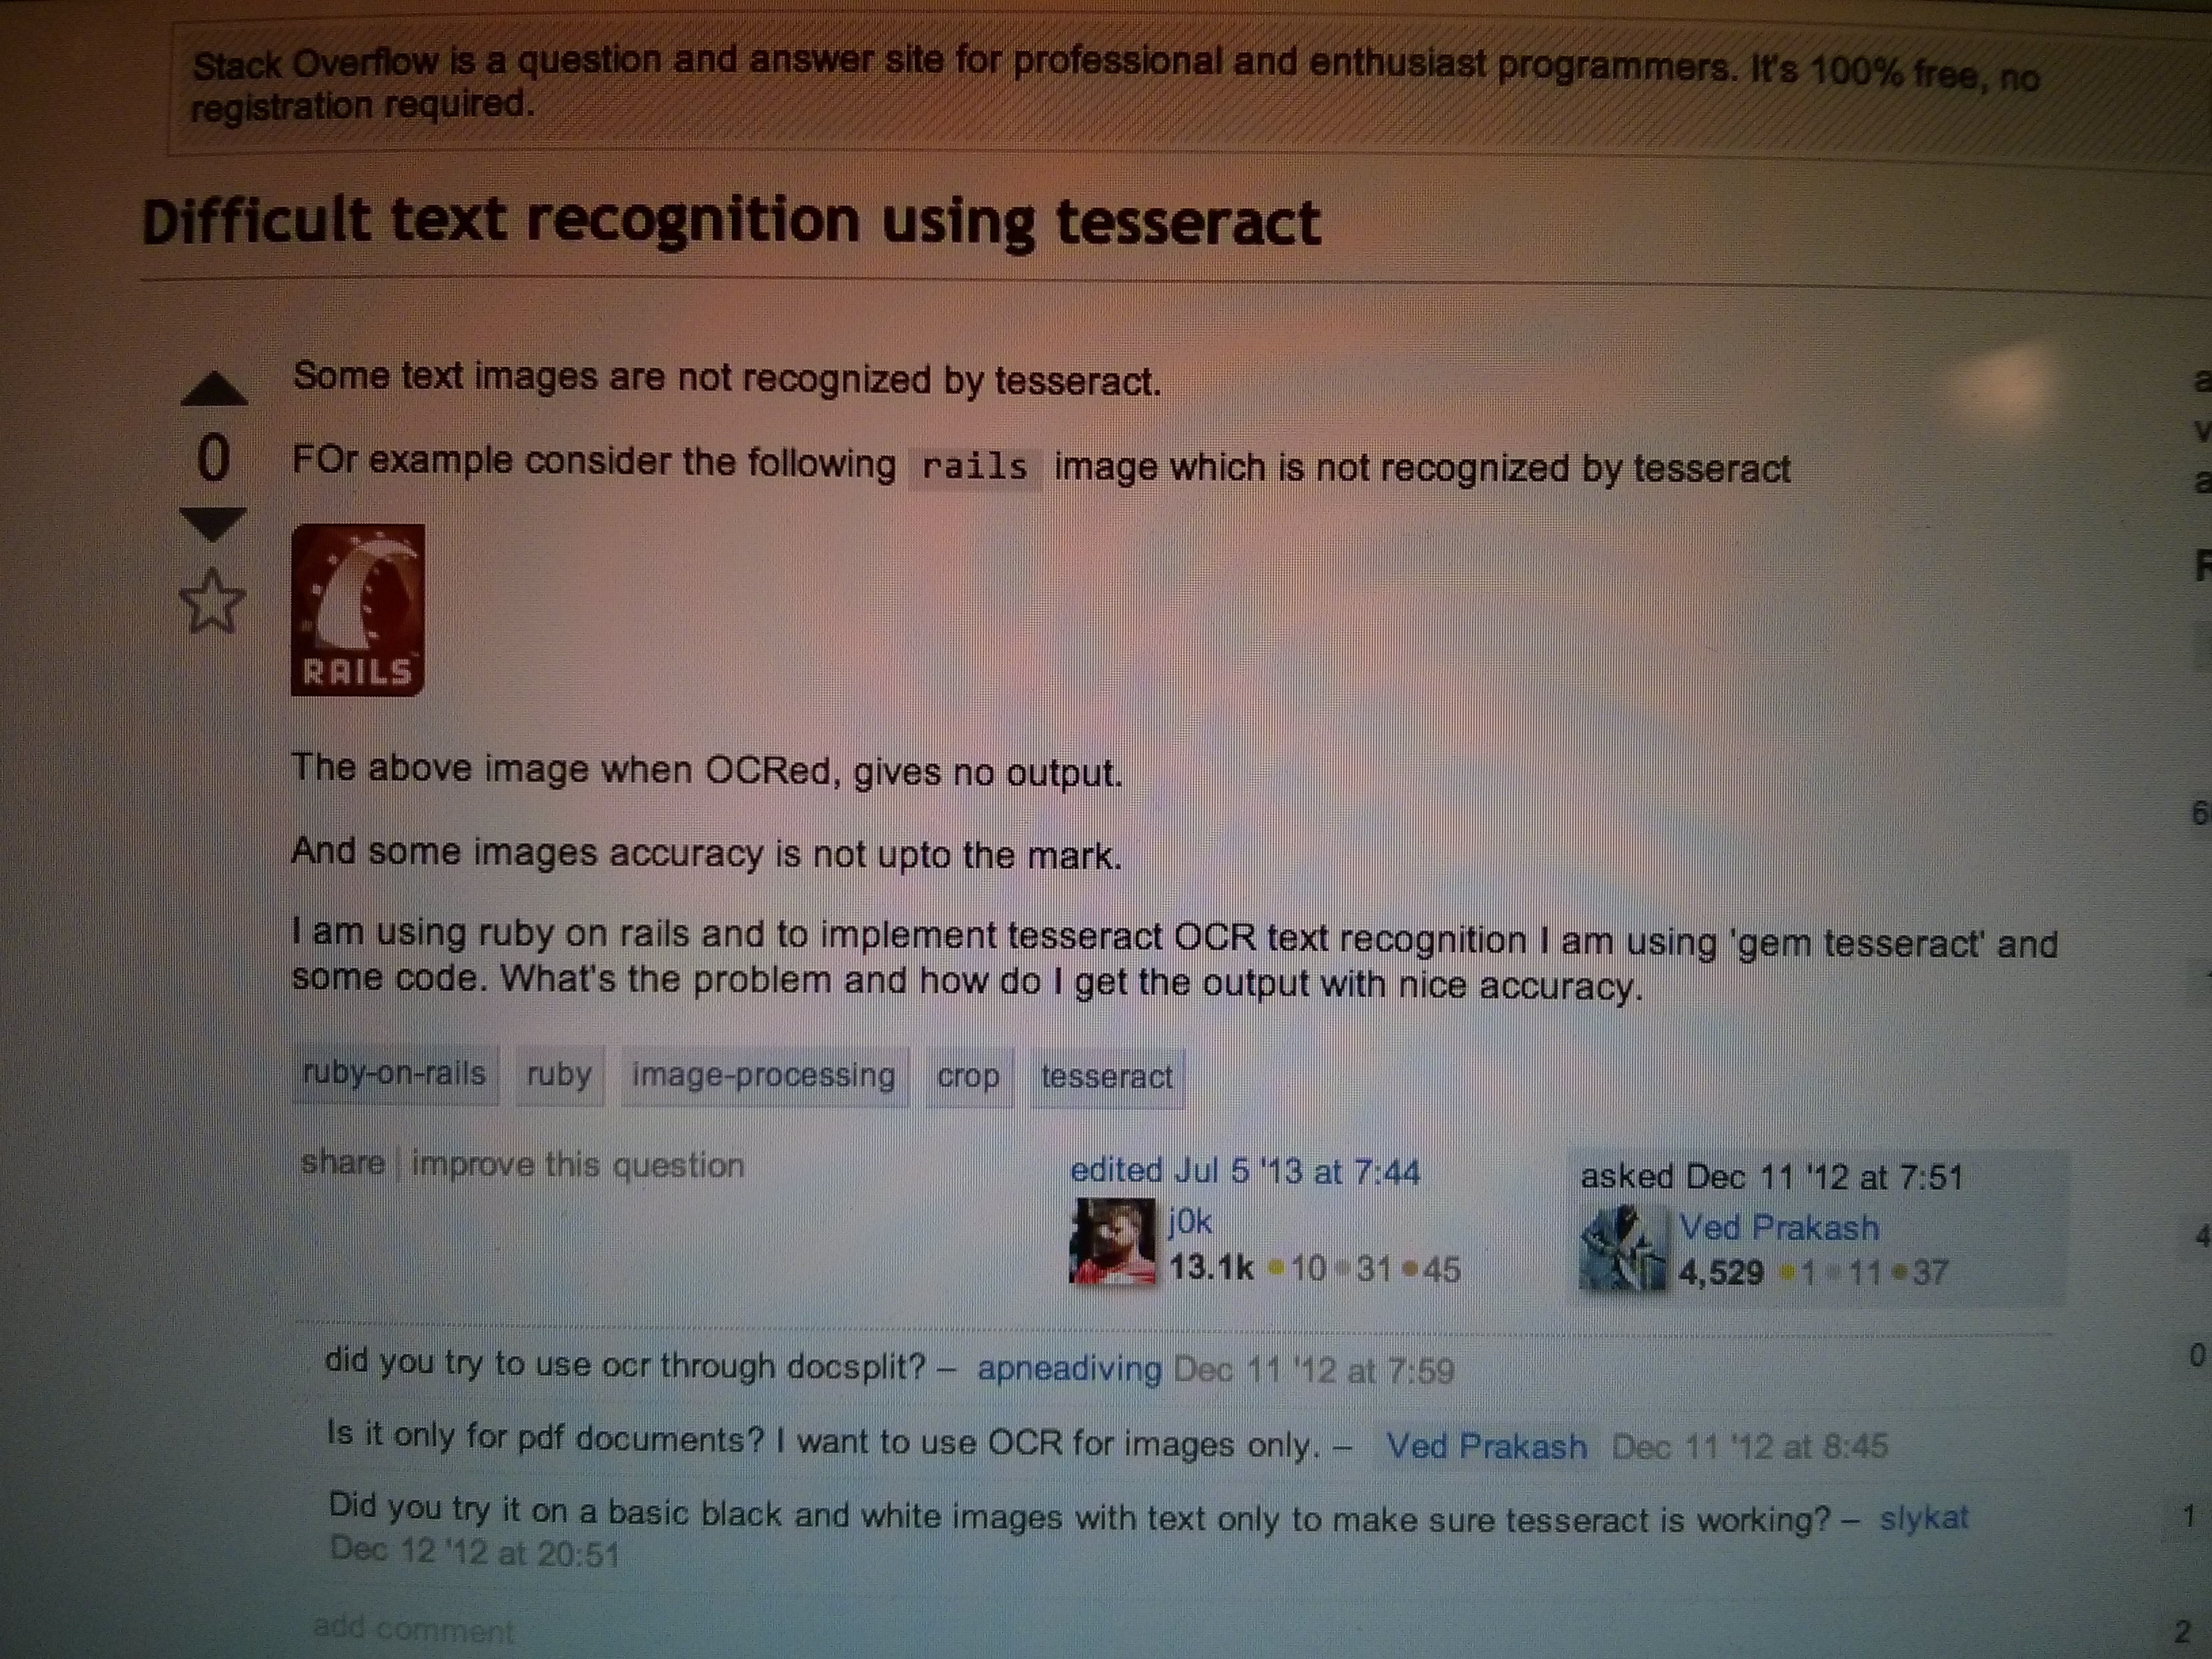 Stack Overflow is a question and answer site for professional and enthusiast programmers. It's 100% free, no
registration required.
Difficult text recognition using tesseract
Some text images are not recognized by tesseract.
0
FOr example consider the following rails image which is not recognized by tesseract
RAILS
The above image when OCRed, gives no output.
And some images accuracy is not upto the mark.
I am using ruby on rails and to implement tesseract OCR text recognition I am using 'gem tesseract' and
some code. What's the problem and how do I get the output with nice accuracy.
ruby-on-rails ruby image-processing crop tesseract
share | improve this question
edited Jul 5 '13 at 7:44
j0k
13.1k ●10 ●31 ●45
asked Dec 11 '12 at 7:51
Ved Prakash
4,529 ●1 ●11 ●37
did you try to use ocr through docsplit? – apneadiving Dec 11 '12 at 7:59
Is it only for pdf documents? I want to use OCR for images only. – Ved Prakash Dec 11 '12 at 8:45
Did you try it on a basic black and white images with text only to make sure tesseract is working? – slykat
Dec 12 '12 at 20:51
add comment
a
v
a
6
4
0
1
2